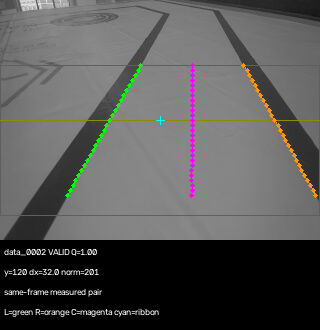 data_0002 VALID Q=1.00
y=120 dx=32.0 norm=201
same-frame measured pair
L=green R=orange C=magenta cyan=ribbon